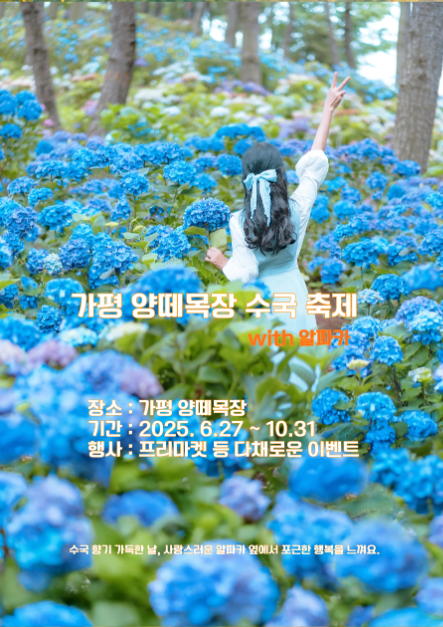 가평 양떼목장 수국 축제
with 알파카
장소 : 가평 양떼목장
기간 : 2025. 6.27 ~ 10.31
행사 : 프리마켓 등 다채로운 이벤트
수국 향기 가득한 날, 사랑스러운 알파카 옆에서 포근한 행복을 느껴요.